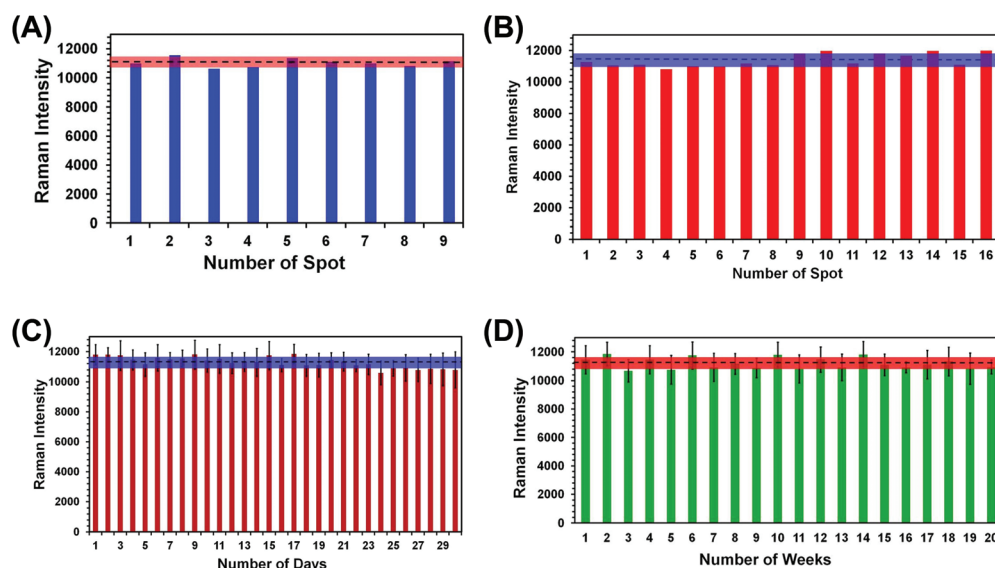 (A)
Raman Intensity
12000
10000
8000
6000
4000
2000
0
1 2 3 4 5 6 7 8 9
Number of Spot
(B)
Raman Intensity
12000
10000
8000
6000
4000
2000
0
1 2 3 4 5 6 7 8 9 10 11 12 13 14 15 16
Number of Spot
(C)
Raman Intensity
12000
10000
8000
6000
4000
2000
0
1 3 5 7 9 11 13 15 17 19 21 23 25 27 29
Number of Days
(D)
Raman Intensity
12000
10000
8000
6000
4000
2000
0
1 2 3 4 5 6 7 8 9 10 11 12 13 14 15 16 17 18 19 20
Number of Weeks